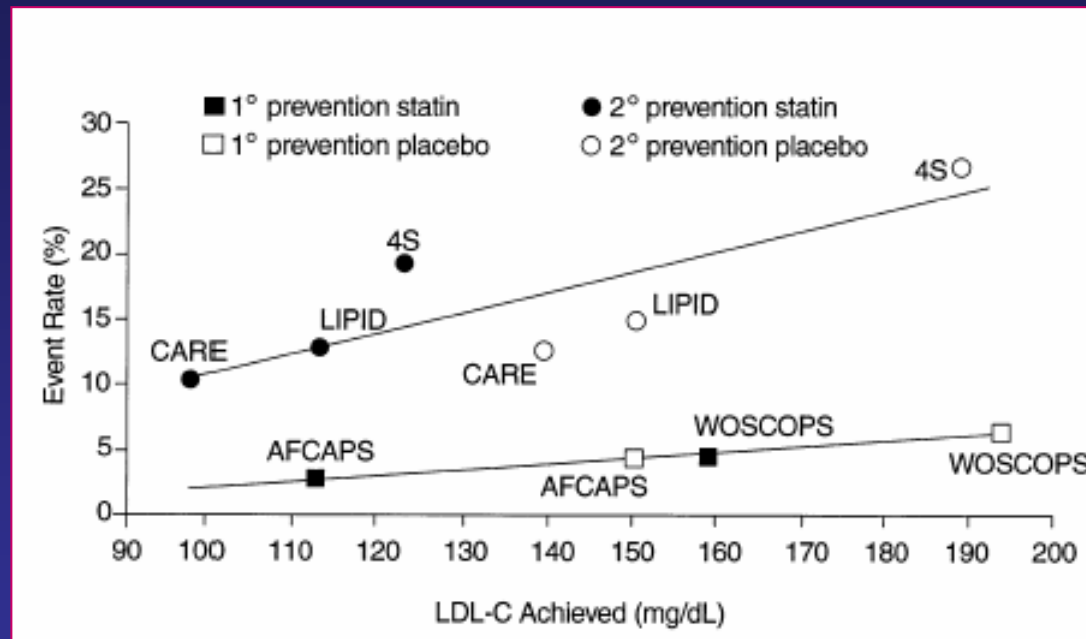 ■ 1° prevention statin
□ 1° prevention placebo
● 2° prevention statin
○ 2° prevention placebo
Event Rate (%)
30
25
20
15
10
5
0
4S
4S
LIPID
LIPID
CARE
CARE
AFCAPS
WOSCOPS
AFCAPS
WOSCOPS
90 100 110 120 130 140 150 160 170 180 190 200
LDL-C Achieved (mg/dL)